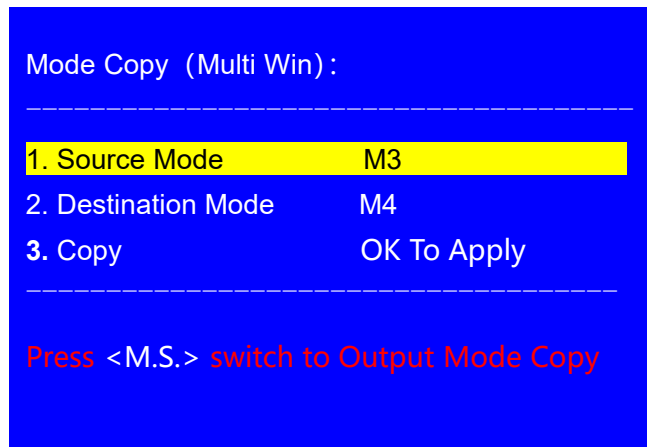 Mode Copy (Multi Win):
1. Source Mode M3
2. Destination Mode M4
3. Copy OK To Apply
Press <M.S.> switch to Output Mode Copy